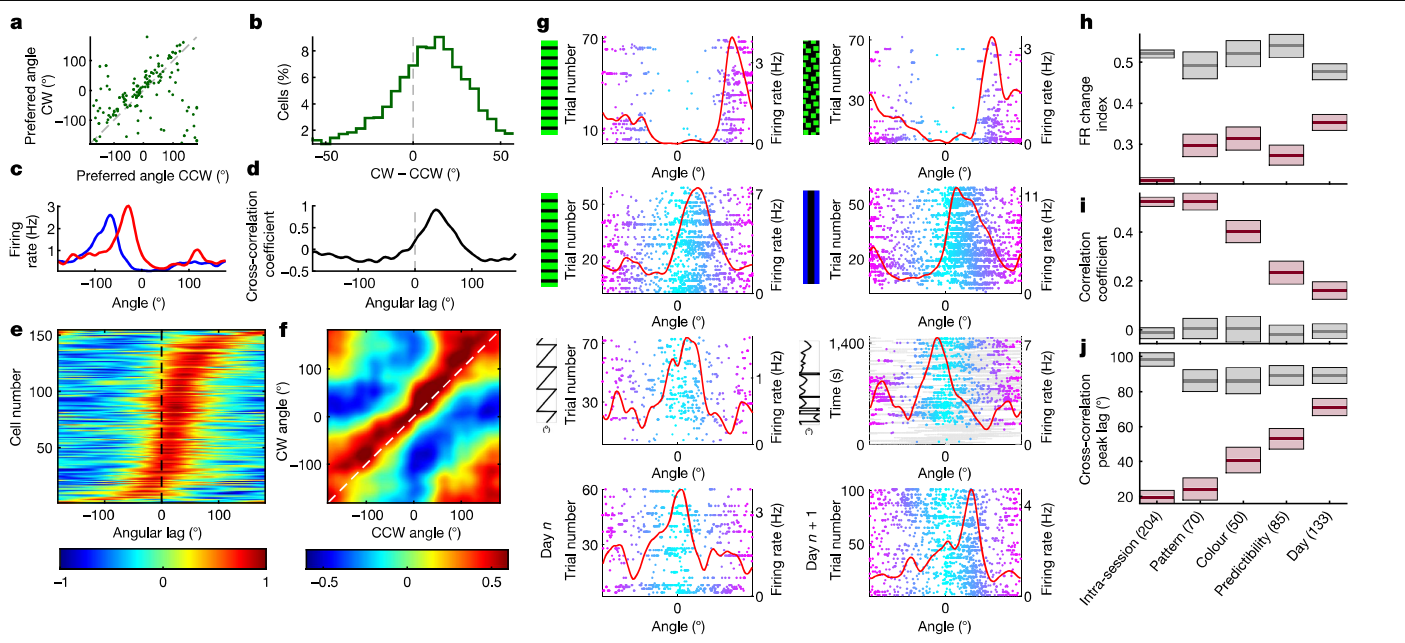 a
Preferred angle
CW (°)
100
0
−100
−100
0
100
Preferred angle CCW (°)
b
Cells (%)
8
6
4
2
−50
0
50
CW – CCW (°)
c
Firing
rate (Hz)
3
2
1
−100
0
100
Angle (°)
d
Cross-correlation
coefficient
1
0.5
0
−0.5
−100
0
100
Angular lag (°)
e
Cell number
150
100
50
−100
0
100
Angular lag (°)
−1
0
1
f
CW angle (°)
100
0
−100
−100
0
100
CCW angle (°)
−0.5
0
0.5
g
Trial number
70
30
10
Firing rate (Hz)
3
0
0
Angle (°)
Trial number
70
30
Firing rate (Hz)
3
0
0
Angle (°)
Trial number
50
30
10
Firing rate (Hz)
7
0
0
Angle (°)
Trial number
50
30
10
Firing rate (Hz)
11
0
0
Angle (°)
Trial number
70
30
Firing rate (Hz)
1
0
0
Angle (°)
Time (s)
1,400
0
Firing rate (Hz)
7
0
0
Angle (°)
Day n
Trial number
60
30
Firing rate (Hz)
3
0
0
Angle (°)
Day n + 1
Trial number
100
50
0
Firing rate (Hz)
4
0
0
Angle (°)
h
FR change
index
0.5
0.3
i
Correlation
coefficient
0.4
0.2
0
j
Cross-correlation
peak lag (°)
100
80
60
40
20
Intra-session (204)
Pattern (70)
Colour (50)
Predictibility (85)
Day (133)